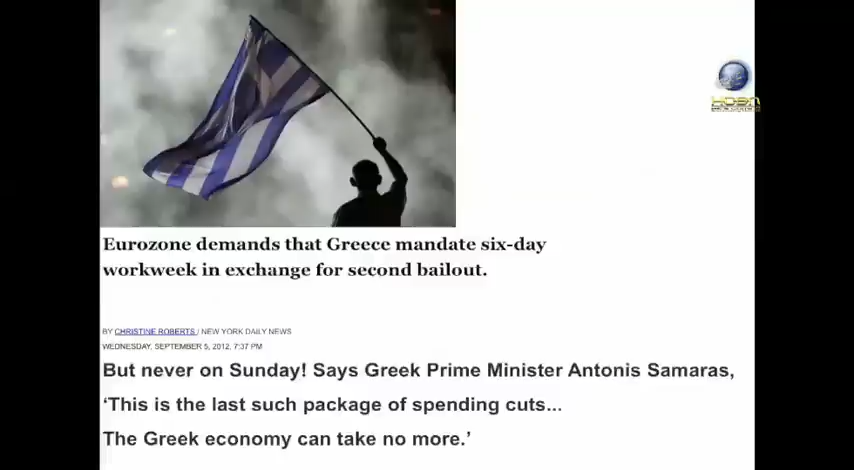 Eurozone demands that Greece mandate six-day
workweek in exchange for second bailout.
BY CHRISTINE ROBERTS / NEW YORK DAILY NEWS
WEDNESDAY, SEPTEMBER 5, 2012, 7:37 PM
But never on Sunday! Says Greek Prime Minister Antonis Samaras,
‘This is the last such package of spending cuts...
The Greek economy can take no more.’